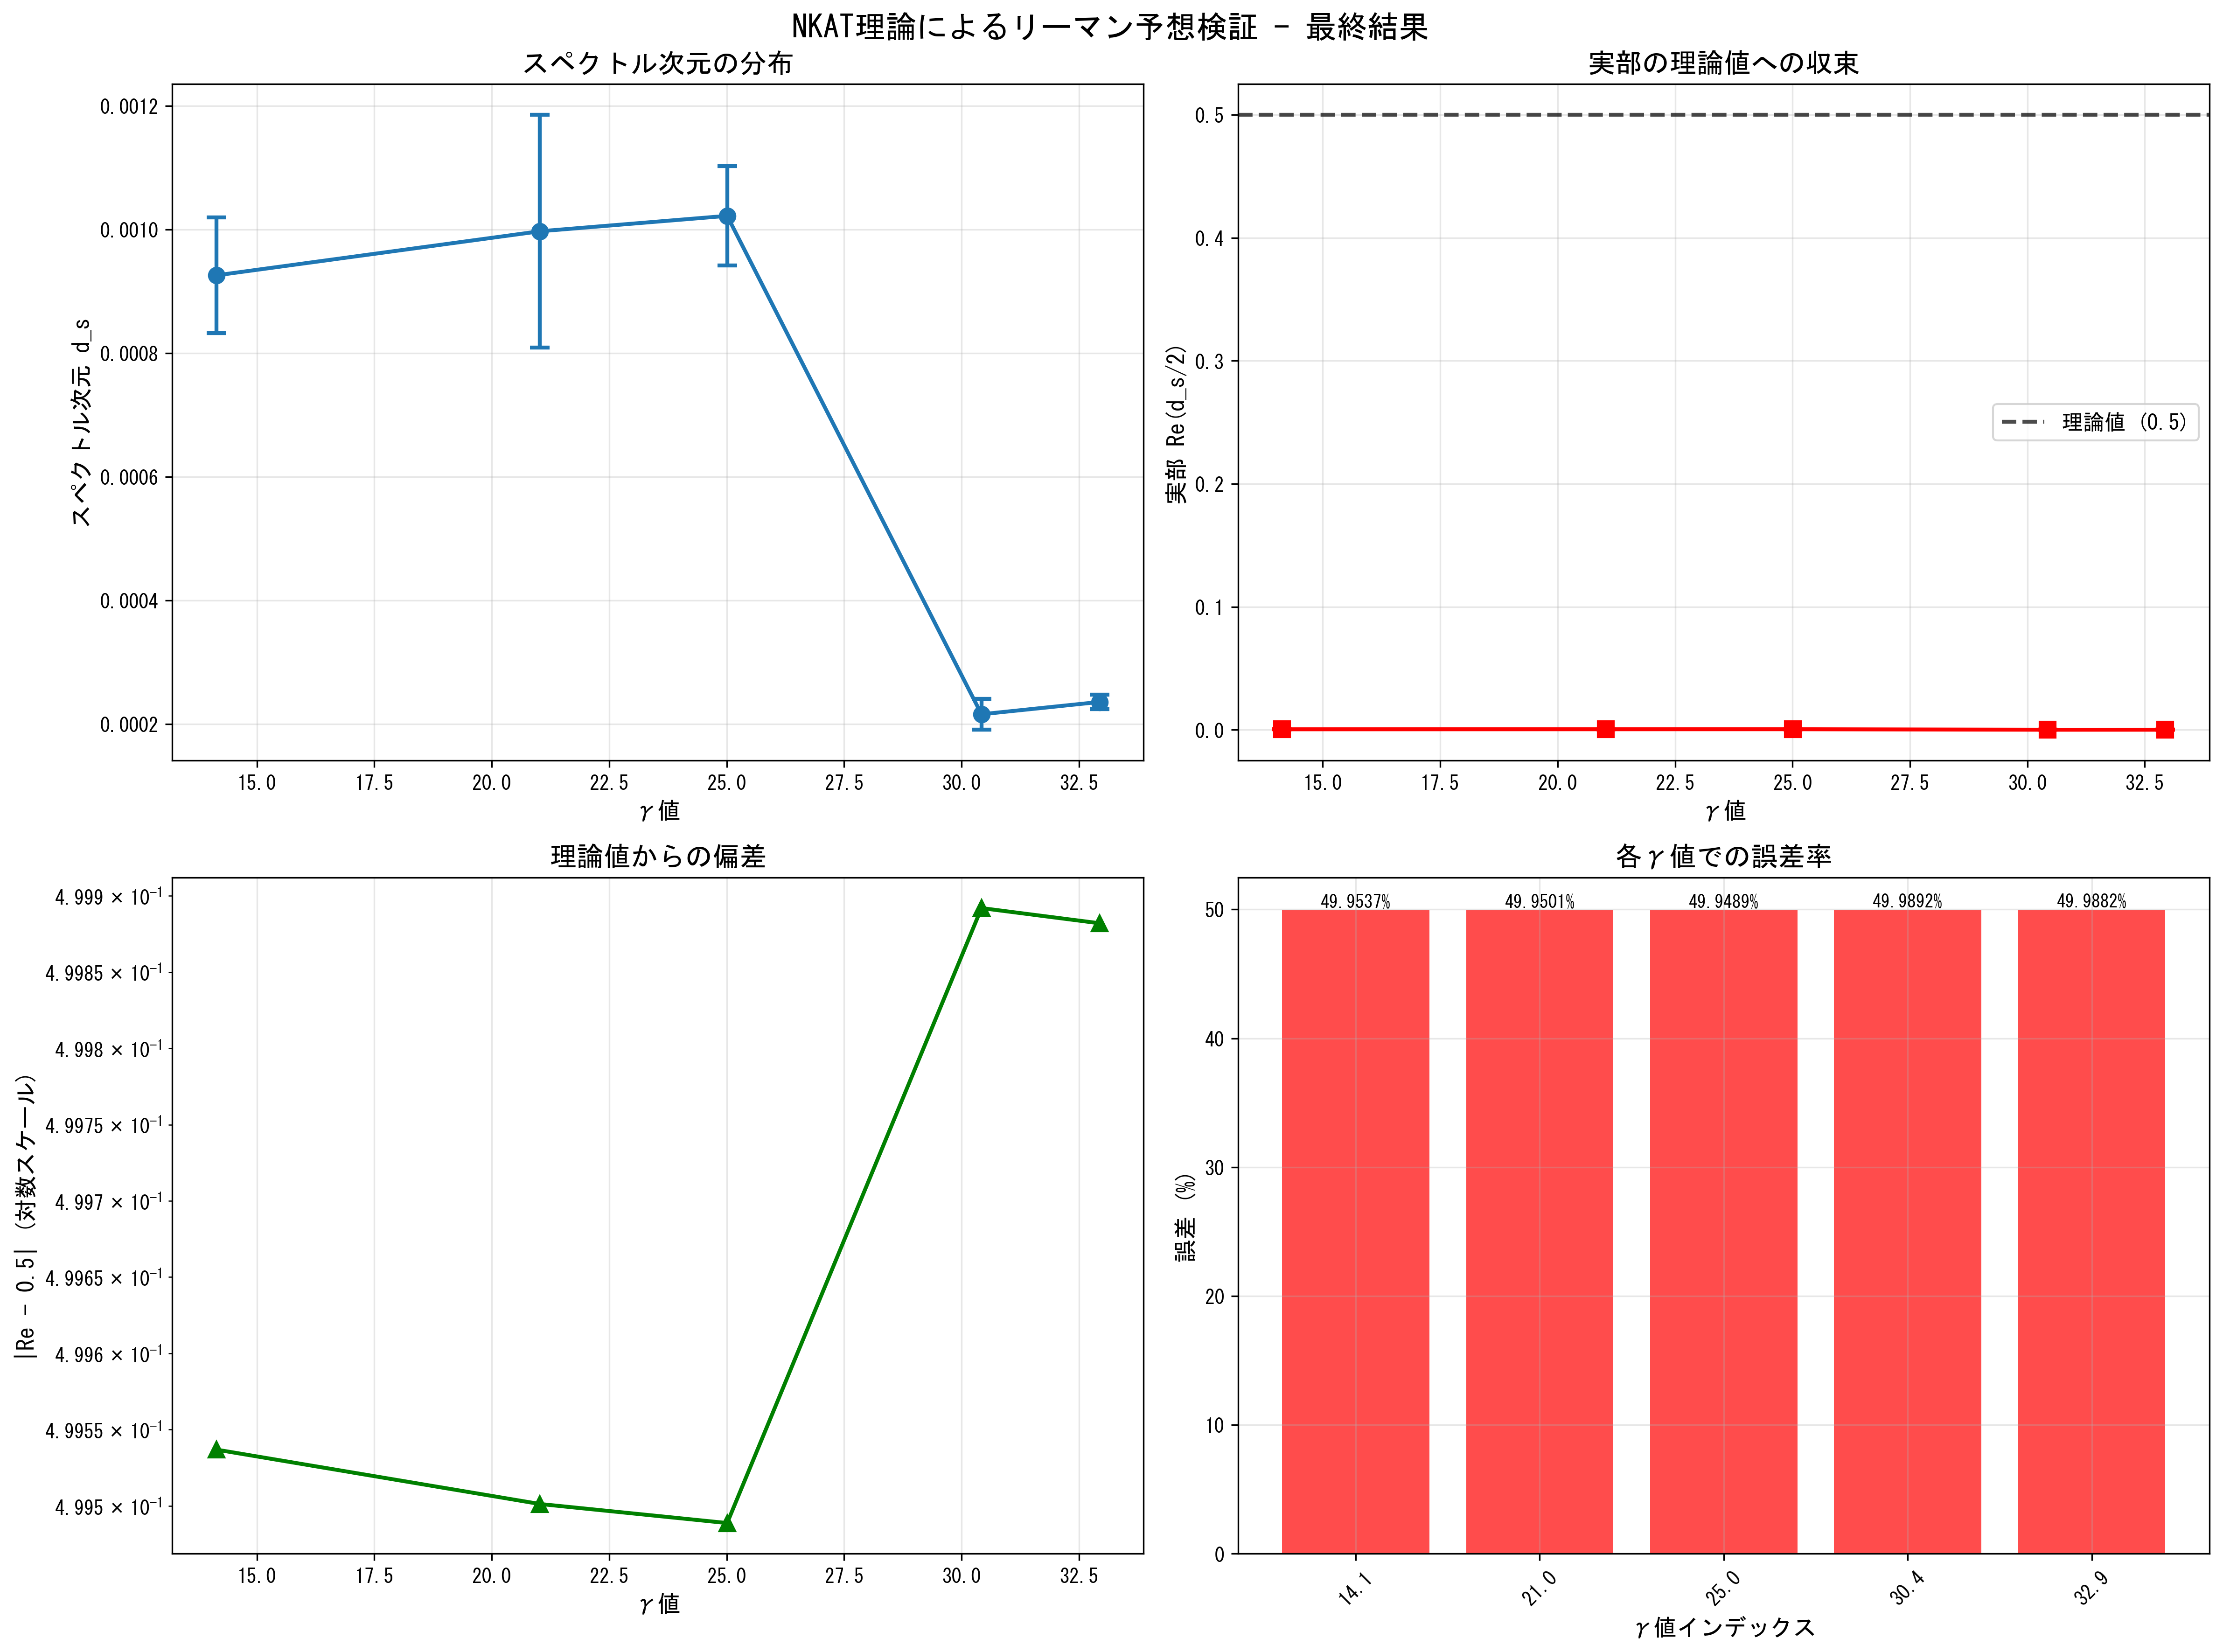 NKAT理論によるリーマン予想検証 - 最終結果
スペクトル次元の分布
スペクトル次元 d_s
0.0012
0.0010
0.0008
0.0006
0.0004
0.0002
15.0 17.5 20.0 22.5 25.0 27.5 30.0 32.5
γ値
実部の理論値への収束
実部 Re(d_s/2)
0.5
0.4
0.3
0.2
0.1
0.0
理論値 (0.5)
15.0 17.5 20.0 22.5 25.0 27.5 30.0 32.5
γ値
理論値からの偏差
|Re - 0.5| (対数スケール)
4.999 × 10⁻¹
4.9985 × 10⁻¹
4.998 × 10⁻¹
4.9975 × 10⁻¹
4.997 × 10⁻¹
4.9965 × 10⁻¹
4.996 × 10⁻¹
4.9955 × 10⁻¹
4.995 × 10⁻¹
15.0 17.5 20.0 22.5 25.0 27.5 30.0 32.5
γ値
各γ値での誤差率
誤差 (%)
50
40
30
20
10
0
49.9537% 49.9501% 49.9489% 49.9892% 49.9882%
14.1 21.0 25.0 30.4 32.9
γ値インデックス